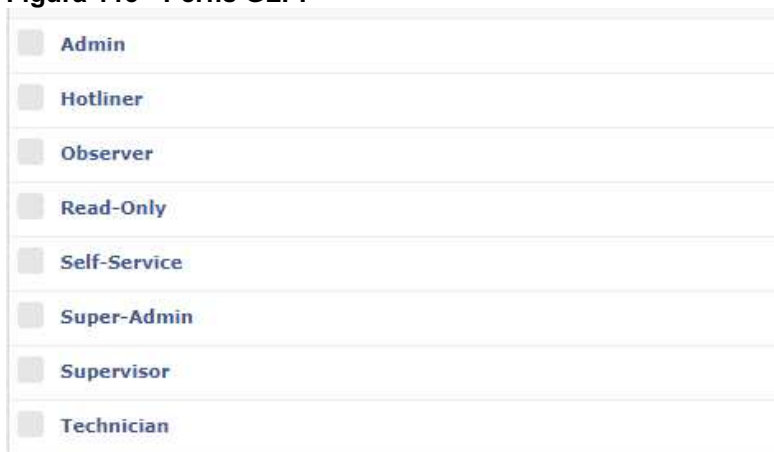 Admin
Hotliner
Observer
Read-Only
Self-Service
Super-Admin
Supervisor
Technician